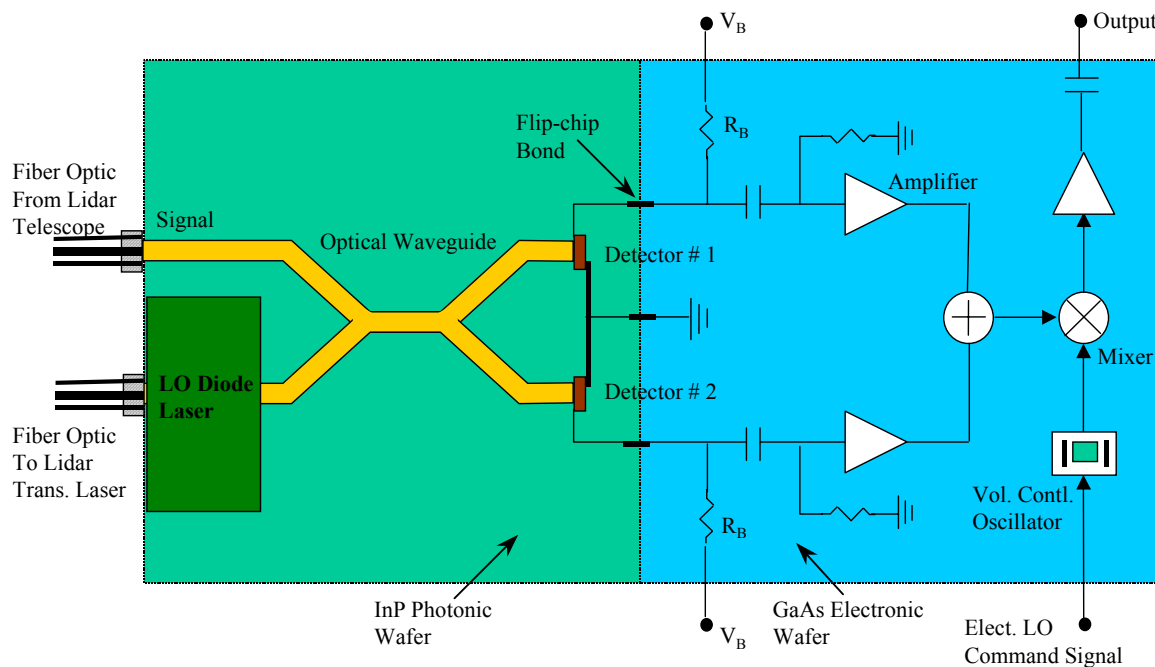 V_B
Output
Flip-chip
Bond
R_B
Fiber Optic
From Lidar
Telescope
Signal
Optical Waveguide
Amplifier
Detector # 1
LO Diode
Laser
Detector # 2
Mixer
Fiber Optic
To Lidar
Trans. Laser
R_B
Vol. Contl.
Oscillator
InP Photonic
Wafer
V_B
GaAs Electronic
Wafer
Elect. LO
Command Signal